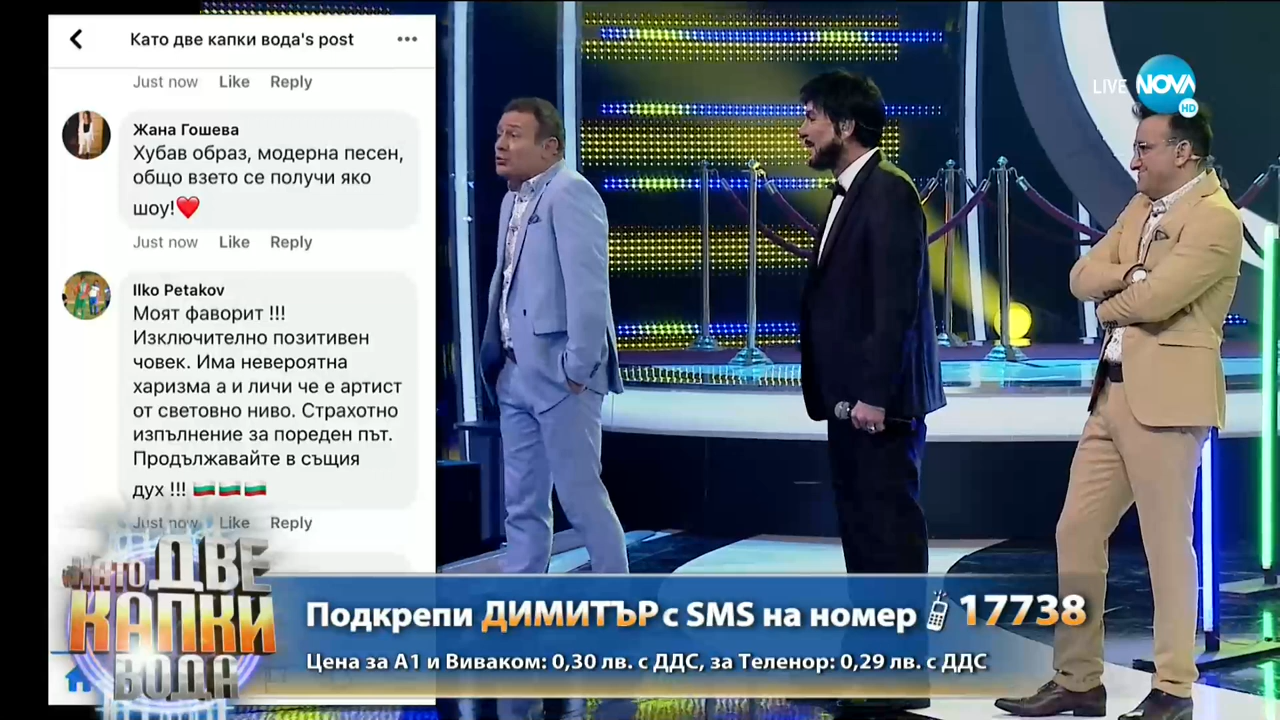 Като две капки вода's post
Just now Like Reply
Жана Гошева
Хубав образ, модерна песен,
общо взето се получи яко
шоу!❤️
Just now Like Reply
Ilko Petakov
Моят фаворит !!!
Изключително позитивен
човек. Има невероятна
харизма а и личи че е артист
от световно ниво. Страхотно
изпълнение за пореден път.
Продължавайте в същия
дух !!! 🇧🇬🇧🇬🇧🇬
Just now Like Reply
LIVE NOVA
HD
КАТО ДВЕ
КАПКИ
ВОДА
Подкрепи ДИМИТЪР с SMS на номер 17738
Цена за А1 и Виваком: 0,30 лв. с ДДС, за Теленор: 0,29 лв. с ДДС